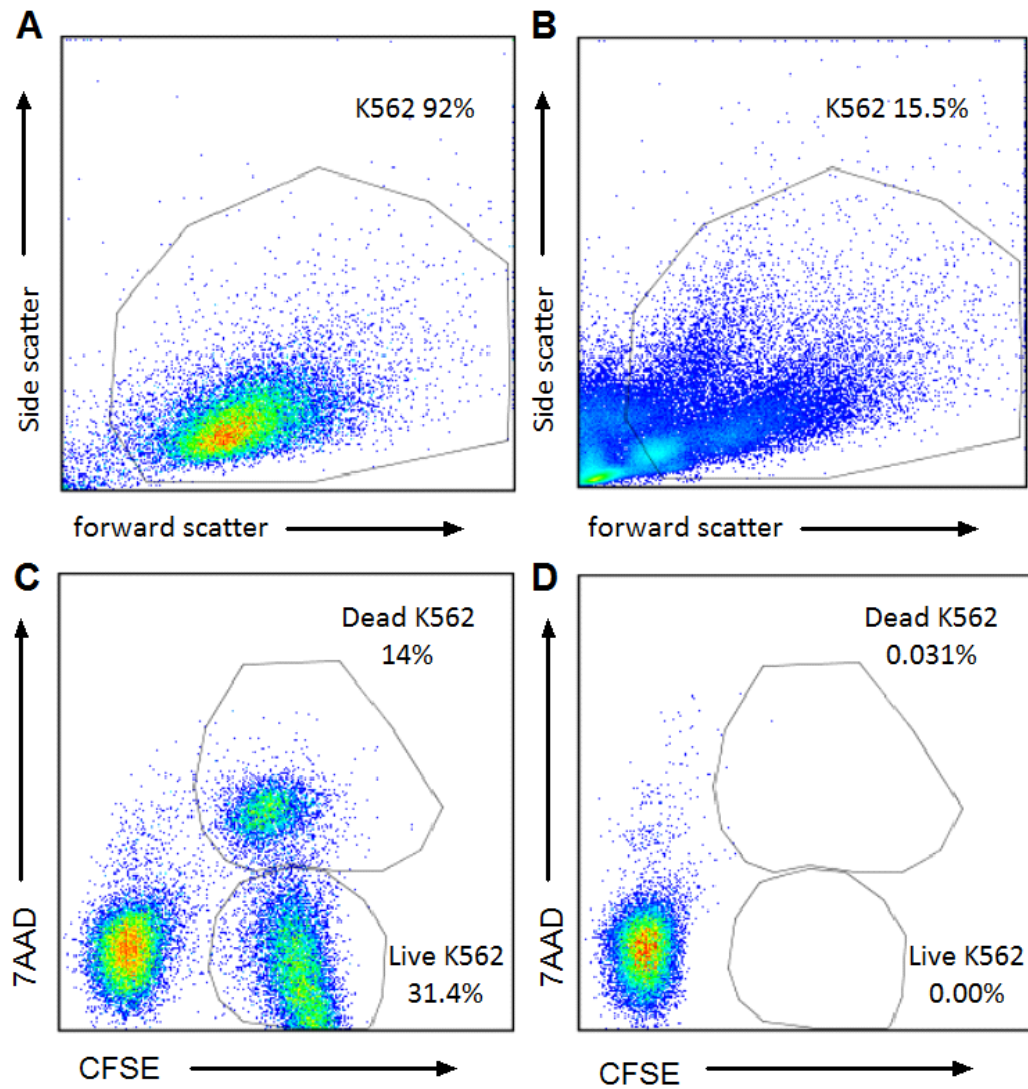 A
B
Side scatter
K562 92%
forward scatter
Side scatter
K562 15.5%
forward scatter
C
D
7AAD
Dead K562
14%
Live K562
31.4%
CFSE
7AAD
Dead K562
0.031%
Live K562
0.00%
CFSE